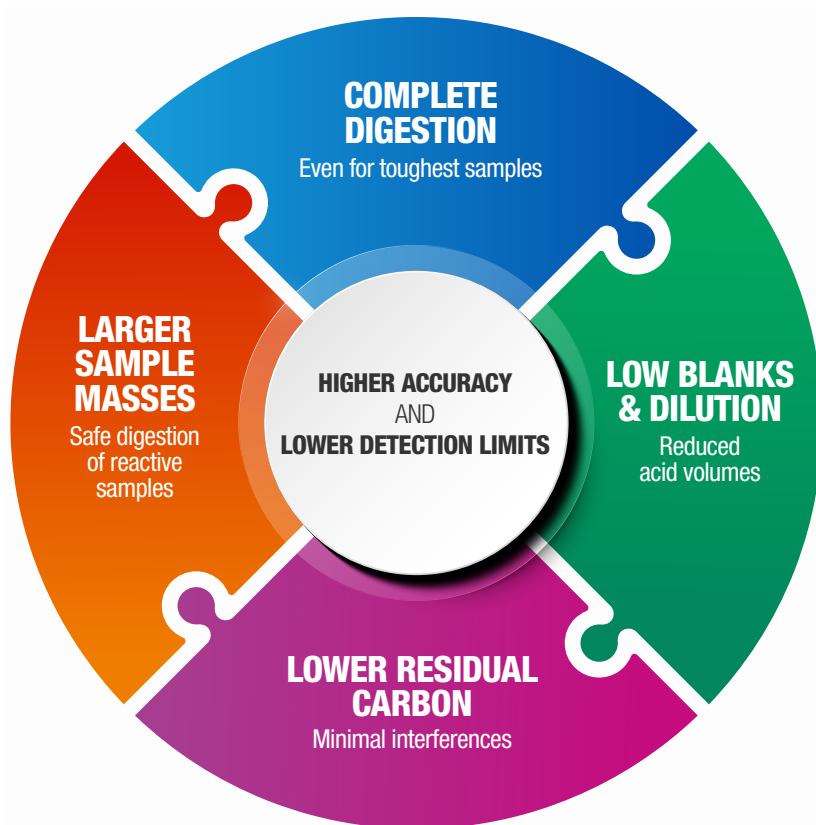 COMPLETE
DIGESTION
Even for toughest samples
LARGER
SAMPLE
MASSES
Safe digestion
of reactive
samples
HIGHER ACCURACY
AND
LOWER DETECTION LIMITS
LOW BLANKS
& DILUTION
Reduced
acid volumes
LOWER RESIDUAL
CARBON
Minimal interferences